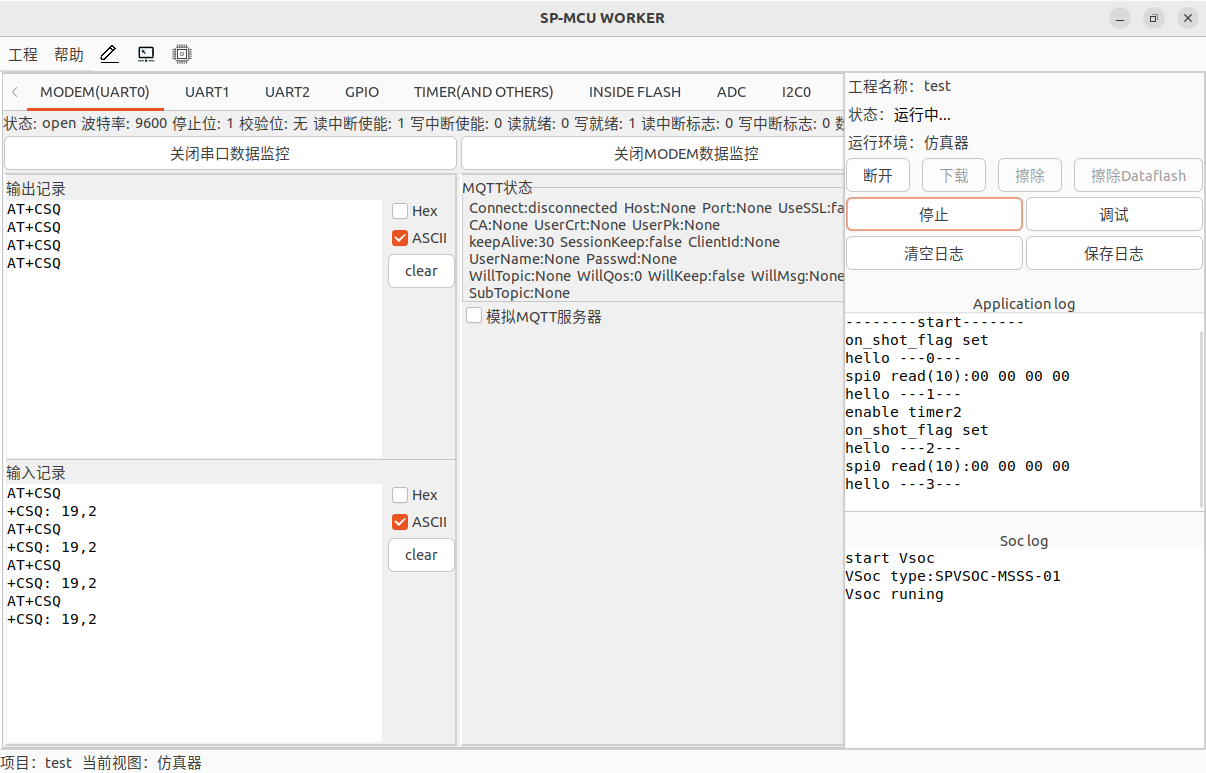 SP-MCU WORKER
工程 帮助
MODEM(UART0) UART1 UART2 GPIO TIMER(AND OTHERS) INSIDE FLASH ADC I2C0
状态: open 波特率: 9600 停止位: 1 校验位: 无 读中断使能: 1 写中断使能: 0 读就绪: 0 写就绪: 1 读中断标志: 0 写中断标志: 0
关闭串口数据监控
输出记录
AT+CSQ
AT+CSQ
AT+CSQ
AT+CSQ
Hex
ASCII
clear
输入记录
AT+CSQ
+CSQ: 19,2
AT+CSQ
+CSQ: 19,2
AT+CSQ
+CSQ: 19,2
AT+CSQ
+CSQ: 19,2
Hex
ASCII
clear
关闭MODEM数据监控
MQTT状态
Connect:disconnected Host:None Port:None UseSSL:fa
CA:None UserCrt:None UserPk:None
keepAlive:30 SessionKeep:false ClientId:None
UserName:None Passwd:None
WillTopic:None WillQos:0 WillKeep:false WillMsg:None
SubTopic:None
模拟MQTT服务器
工程名称: test
状态: 运行中...
运行环境: 仿真器
断开 下载 擦除 擦除Dataflash
停止 调试
清空日志 保存日志
Application log
--------start-------
on_shot_flag set
hello ---0---
spi0 read(10):00 00 00 00
hello ---1---
enable timer2
on_shot_flag set
hello ---2---
spi0 read(10):00 00 00 00
hello ---3---
Soc log
start Vsoc
VSoc type:SPVSOC-MSSS-01
Vsoc runing
项目: test 当前视图: 仿真器